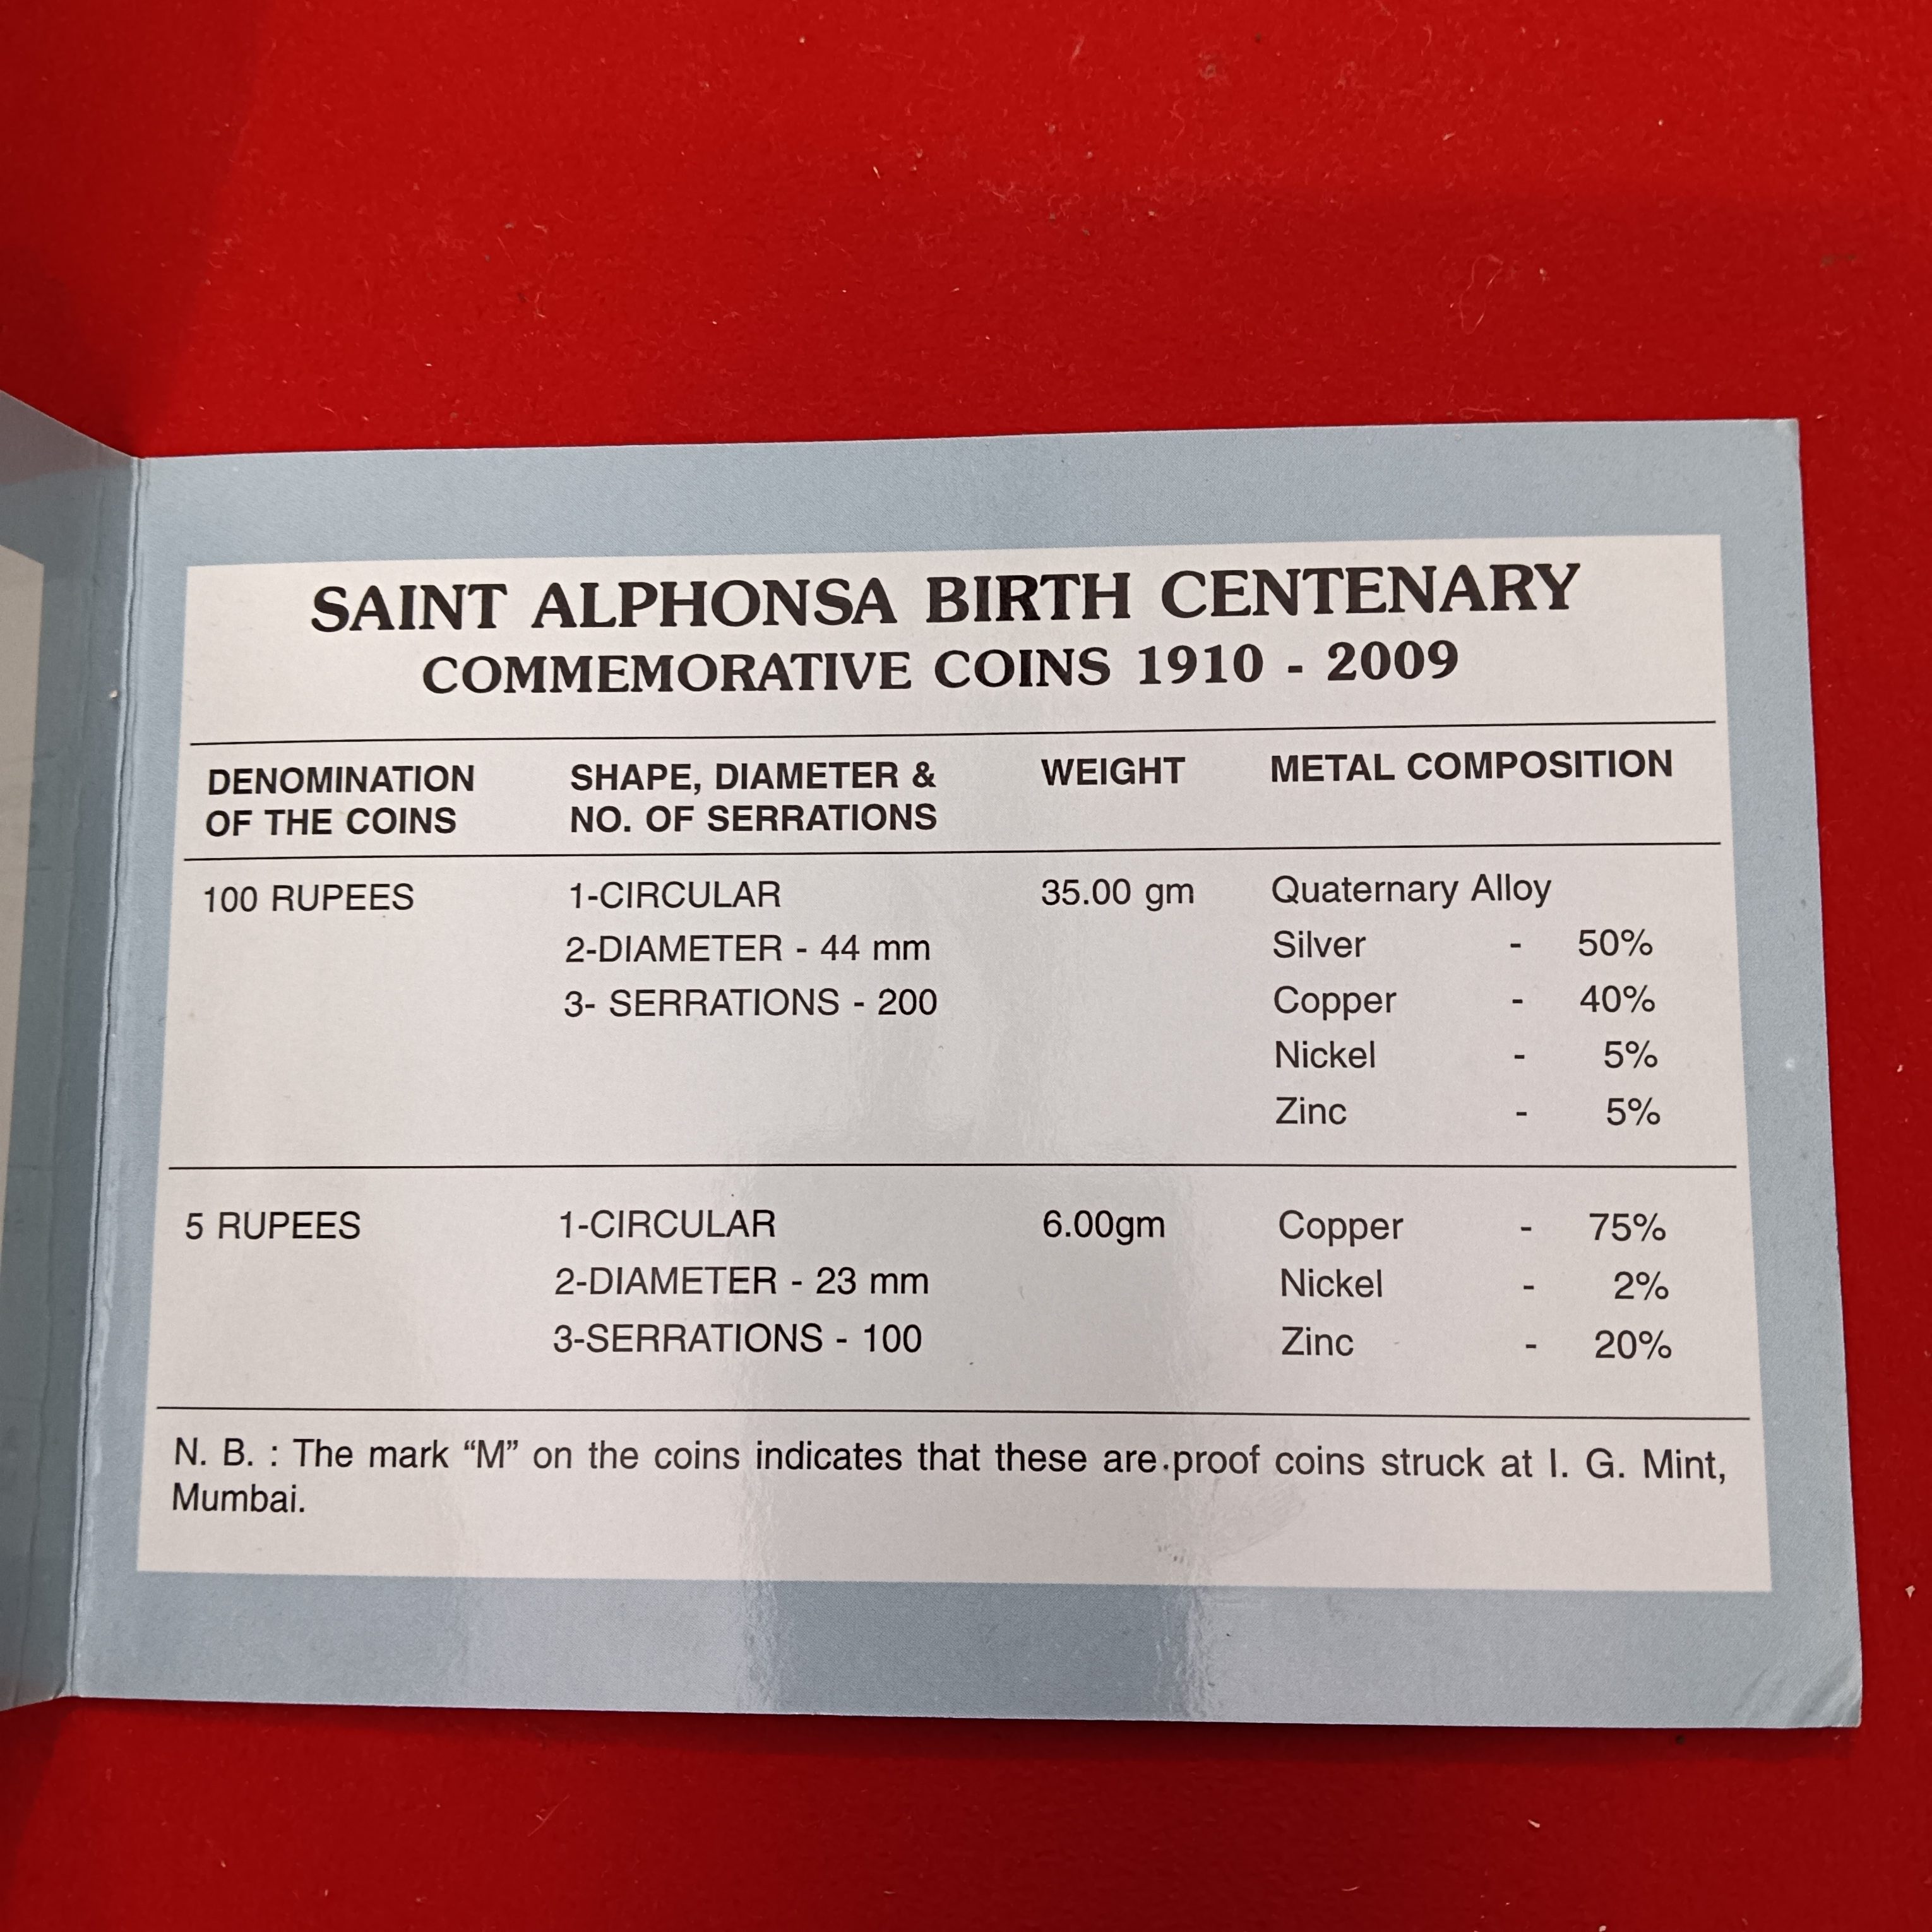 SAINT ALPHONSA BIRTH CENTENARY
COMMEMORATIVE COINS 1910 - 2009
DENOMINATION OF THE COINS
SHAPE, DIAMETER & NO. OF SERRATIONS
WEIGHT
METAL COMPOSITION
100 RUPEES 1-CIRCULAR 35.00 gm Quaternary Alloy
2-DIAMETER - 44 mm Silver - 50%
3- SERRATIONS - 200 Copper - 40%
Nickel - 5%
Zinc - 5%
5 RUPEES 1-CIRCULAR 6.00gm Copper - 75%
2-DIAMETER - 23 mm Nickel - 2%
3-SERRATIONS - 100 Zinc - 20%
N. B. : The mark “M” on the coins indicates that these are proof coins struck at I. G. Mint,
Mumbai.